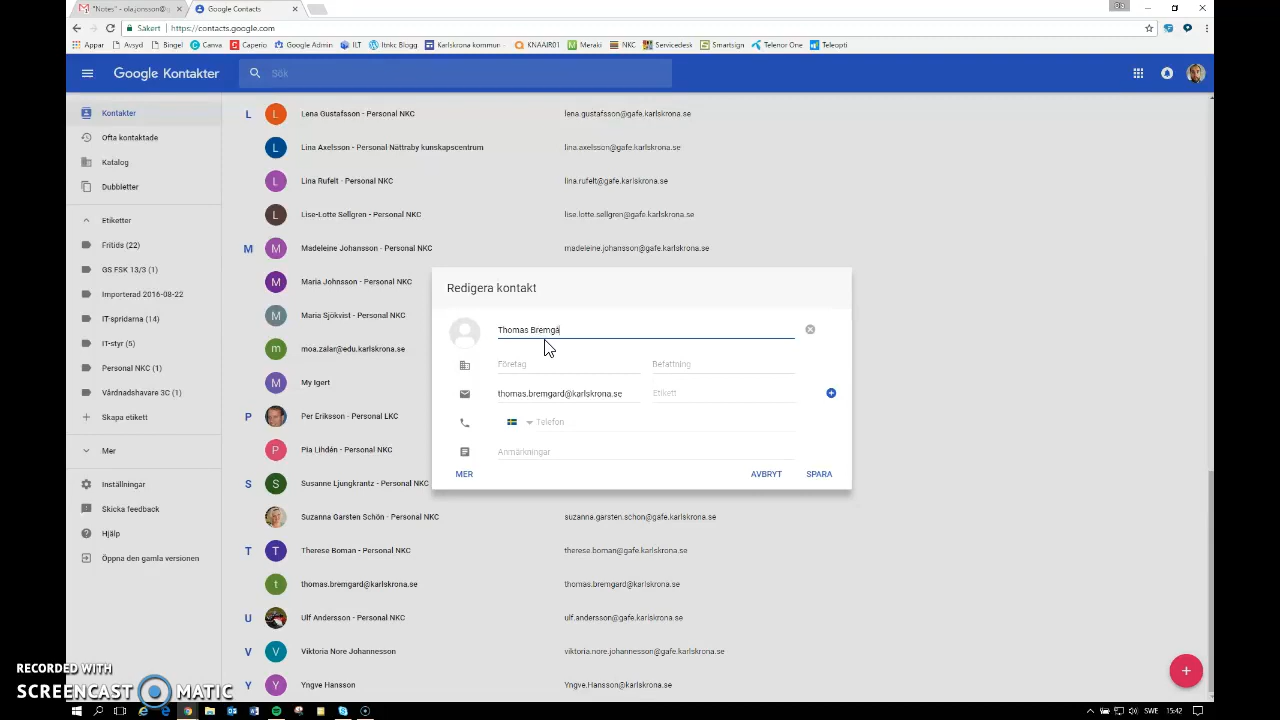 "Notes" - ola.jonsson@g
Google Contacts
Säkert
https://contacts.google.com
Appar
Avsyd
Bingel
Canva
Caperio
Google Admin
ILT
Itnkc Blogg
Karlskrona kommun -
KNAAIR01
Meraki
NKC
Servicedesk
Smartsign
Telenor One
Teleopti
Google Kontakter
Sök
Kontakter
Ofta kontaktade
Katalog
Dubbletter
Etiketter
Fritids (22)
GS FSK 13/3 (1)
Importerad 2016-08-22
IT-spridarna (14)
IT-styr (5)
Personal NKC (1)
Vårdnadshavare 3C (1)
Skapa etikett
Mer
Inställningar
Skicka feedback
Hjälp
Öppna den gamla versionen
L L Lena Gustafsson - Personal NKC lena.gustafsson@gafe.karlskrona.se
L Lina Axelsson - Personal Nättraby kunskapscentrum lina.axelsson@gafe.karlskrona.se
L Lina Rufelt - Personal NKC lina.rufelt@gafe.karlskrona.se
L Lise-Lotte Sellgren - Personal NKC lise.lotte.sellgren@gafe.karlskrona.se
M M Madeleine Johansson - Personal NKC madeleine.johansson@gafe.karlskrona.se
M Maria Johnsson - Personal NKC
M Maria Sjökvist - Personal NKC
m moa.zalar@edu.karlskrona.se
M My Igert
P Per Eriksson - Personal LKC
P Pia Lihdén - Personal NKC
S S Susanne Ljungkrantz - Personal NKC
Suzanna Garsten Schön - Personal NKC suzanna.garsten.schon@gafe.karlskrona.se
T T Therese Boman - Personal NKC therese.boman@gafe.karlskrona.se
t thomas.bremgard@karlskrona.se thomas.bremgard@karlskrona.se
U Ulf Andersson - Personal NKC ulf.andersson@gafe.karlskrona.se
V V Viktoria Nore Johannesson viktoria.nore.johannesson@gafe.karlskrona.se
Y Y Yngve Hansson Yngve.Hansson@karlskrona.se
Redigera kontakt
Thomas Bremgå
Företag
Befattning
thomas.bremgard@karlskrona.se
Etikett
Telefon
Anmärkningar
MER
AVBRYT
SPARA
RECORDED WITH
SCREENCAST MATIC
SWE
15:42